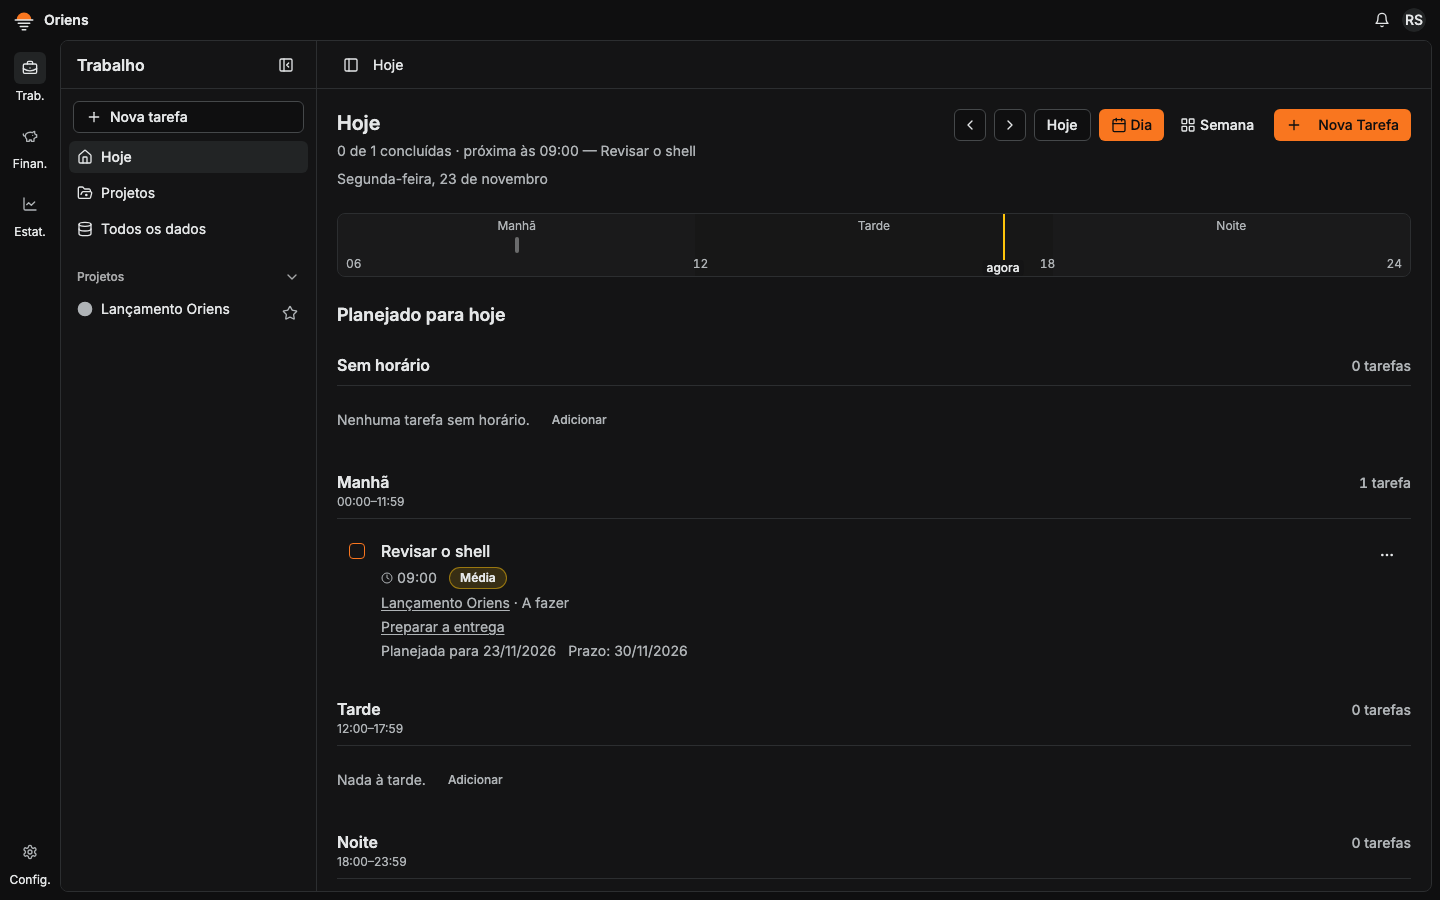 Oriens
RS
Trab.
Finan.
Estat.
Config.
Trabalho
Nova tarefa
Hoje
Projetos
Todos os dados
Projetos
Lançamento Oriens
Hoje
Hoje
0 de 1 concluídas · próxima às 09:00 — Revisar o shell
Segunda-feira, 23 de novembro
Hoje
Dia
Semana
Nova Tarefa
Manhã
Tarde
Noite
06
12
agora
18
24
Planejado para hoje
Sem horário
0 tarefas
Nenhuma tarefa sem horário.
Adicionar
Manhã
1 tarefa
00:00–11:59
Revisar o shell
09:00
Média
Lançamento Oriens · A fazer
Preparar a entrega
Planejada para 23/11/2026 Prazo: 30/11/2026
Tarde
0 tarefas
12:00–17:59
Nada à tarde.
Adicionar
Noite
0 tarefas
18:00–23:59